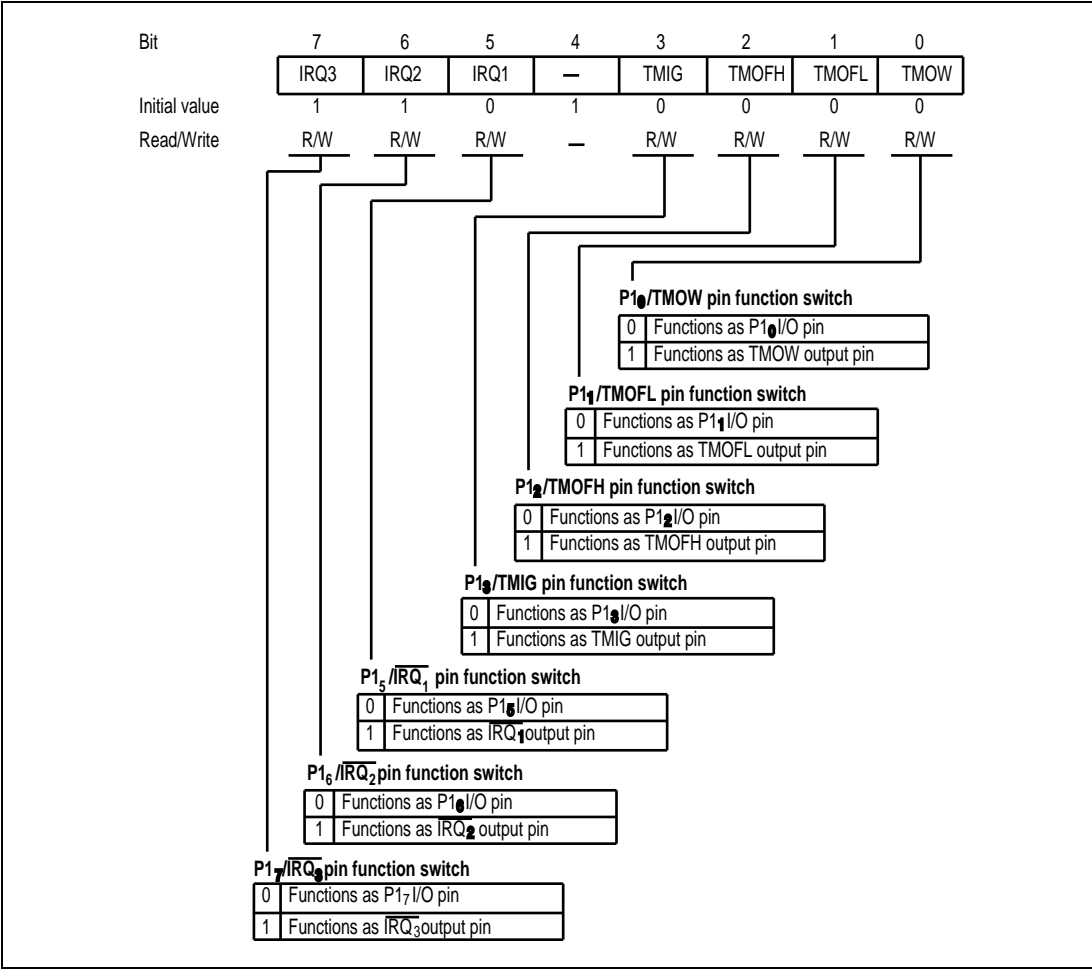 Bit 7 6 5 4 3 2 1 0
IRQ3 IRQ2 IRQ1 — TMIG TMOFH TMOFL TMOW
Initial value 1 1 0 1 0 0 0 0
Read/Write R/W R/W R/W — R/W R/W R/W R/W
P1₀/TMOW pin function switch
0 Functions as P1₀ I/O pin
1 Functions as TMOW output pin
P1₁/TMOFL pin function switch
0 Functions as P1₁ I/O pin
1 Functions as TMOFL output pin
P1₂/TMOFH pin function switch
0 Functions as P1₂ I/O pin
1 Functions as TMOFH output pin
P1₃/TMIG pin function switch
0 Functions as P1₃ I/O pin
1 Functions as TMIG output pin
P1₅/I̅R̅Q̅₁ pin function switch
0 Functions as P1₅ I/O pin
1 Functions as I̅R̅Q̅₁ output pin
P1₆/I̅R̅Q̅₂ pin function switch
0 Functions as P1₆ I/O pin
1 Functions as I̅R̅Q̅₂ output pin
P1₇/I̅R̅Q̅₃ pin function switch
0 Functions as P1₇ I/O pin
1 Functions as I̅R̅Q̅₃ output pin